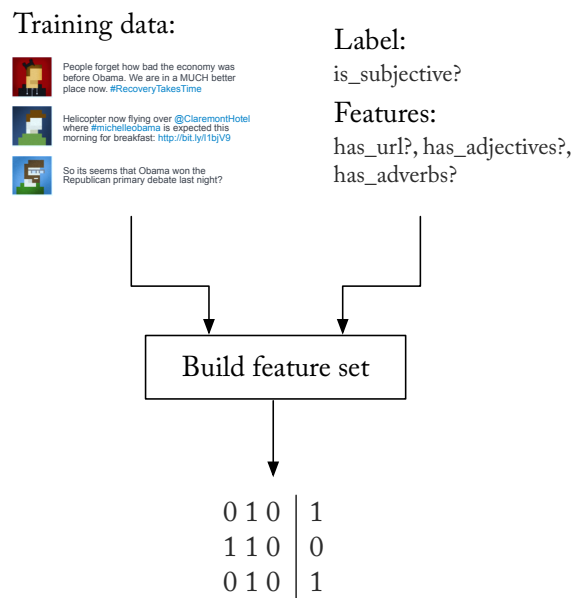 Training data:
People forget how bad the economy was
before Obama. We are in a MUCH better
place now. #RecoveryTakesTime
Helicopter now flying over @ClaremontHotel
where #michelleobama is expected this
morning for breakfast: http://bit.ly/l1bjV9
So its seems that Obama won the
Republican primary debate last night?
Label:
is_subjective?
Features:
has_url?, has_adjectives?,
has_adverbs?
Build feature set
0 1 0 | 1
1 1 0 | 0
0 1 0 | 1